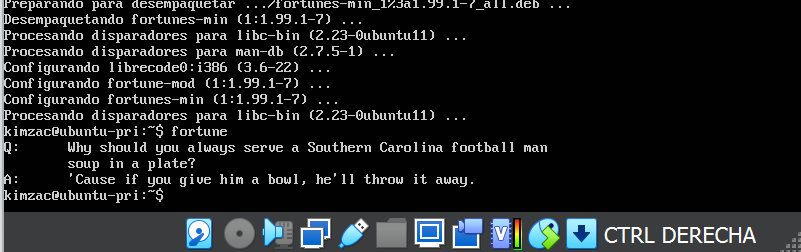 Preparando para desempaquetar .../fortunes-min_1%3a1.99.1-7_all.deb ...
Desempaquetando fortunes-min (1:1.99.1-7) ...
Procesando disparadores para libc-bin (2.23-0ubuntu11) ...
Procesando disparadores para man-db (2.7.5-1) ...
Configurando librecode0:i386 (3.6-22) ...
Configurando fortune-mod (1:1.99.1-7) ...
Configurando fortunes-min (1:1.99.1-7) ...
Procesando disparadores para libc-bin (2.23-0ubuntu11) ...
kimzac@ubuntu-pri:~$ fortune
Q:      Why should you always serve a Southern Carolina football man
        soup in a plate?
A:      'Cause if you give him a bowl, he'll throw it away.
kimzac@ubuntu-pri:~$
V CTRL DERECHA